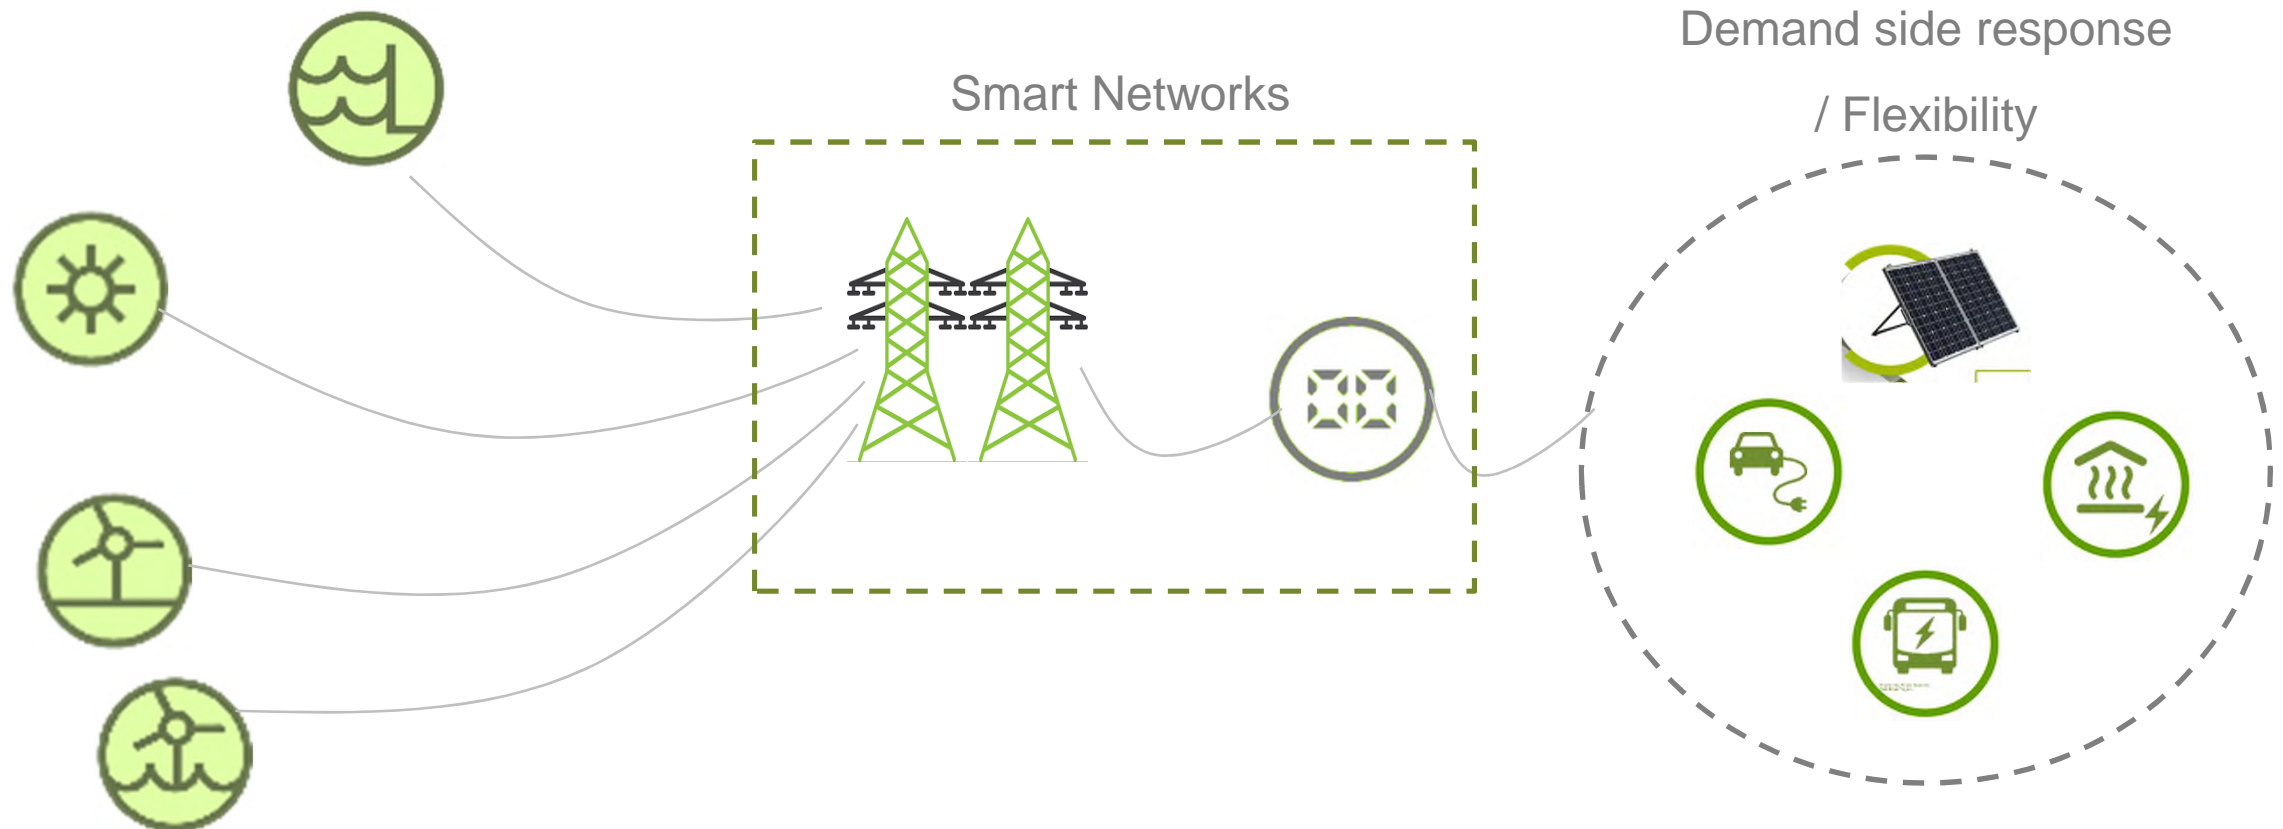 Demand side response
Smart Networks
/ Flexibility